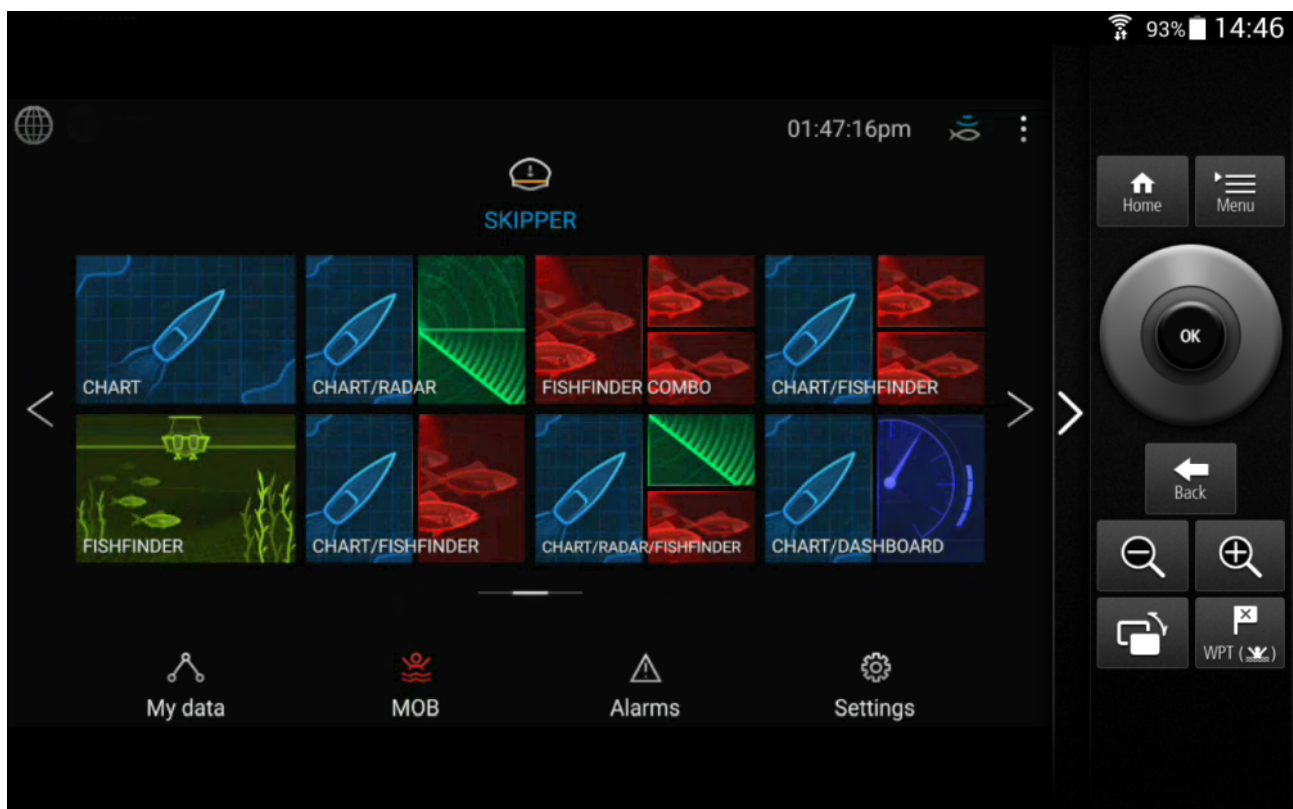 93% 14:46
01:47:16pm
SKIPPER
Home Menu
CHART CHART/RADAR FISHFINDER COMBO CHART/FISHFINDER
OK
Back
FISHFINDER CHART/FISHFINDER CHART/RADAR/FISHFINDER CHART/DASHBOARD
WPT ( )
My data MOB Alarms Settings